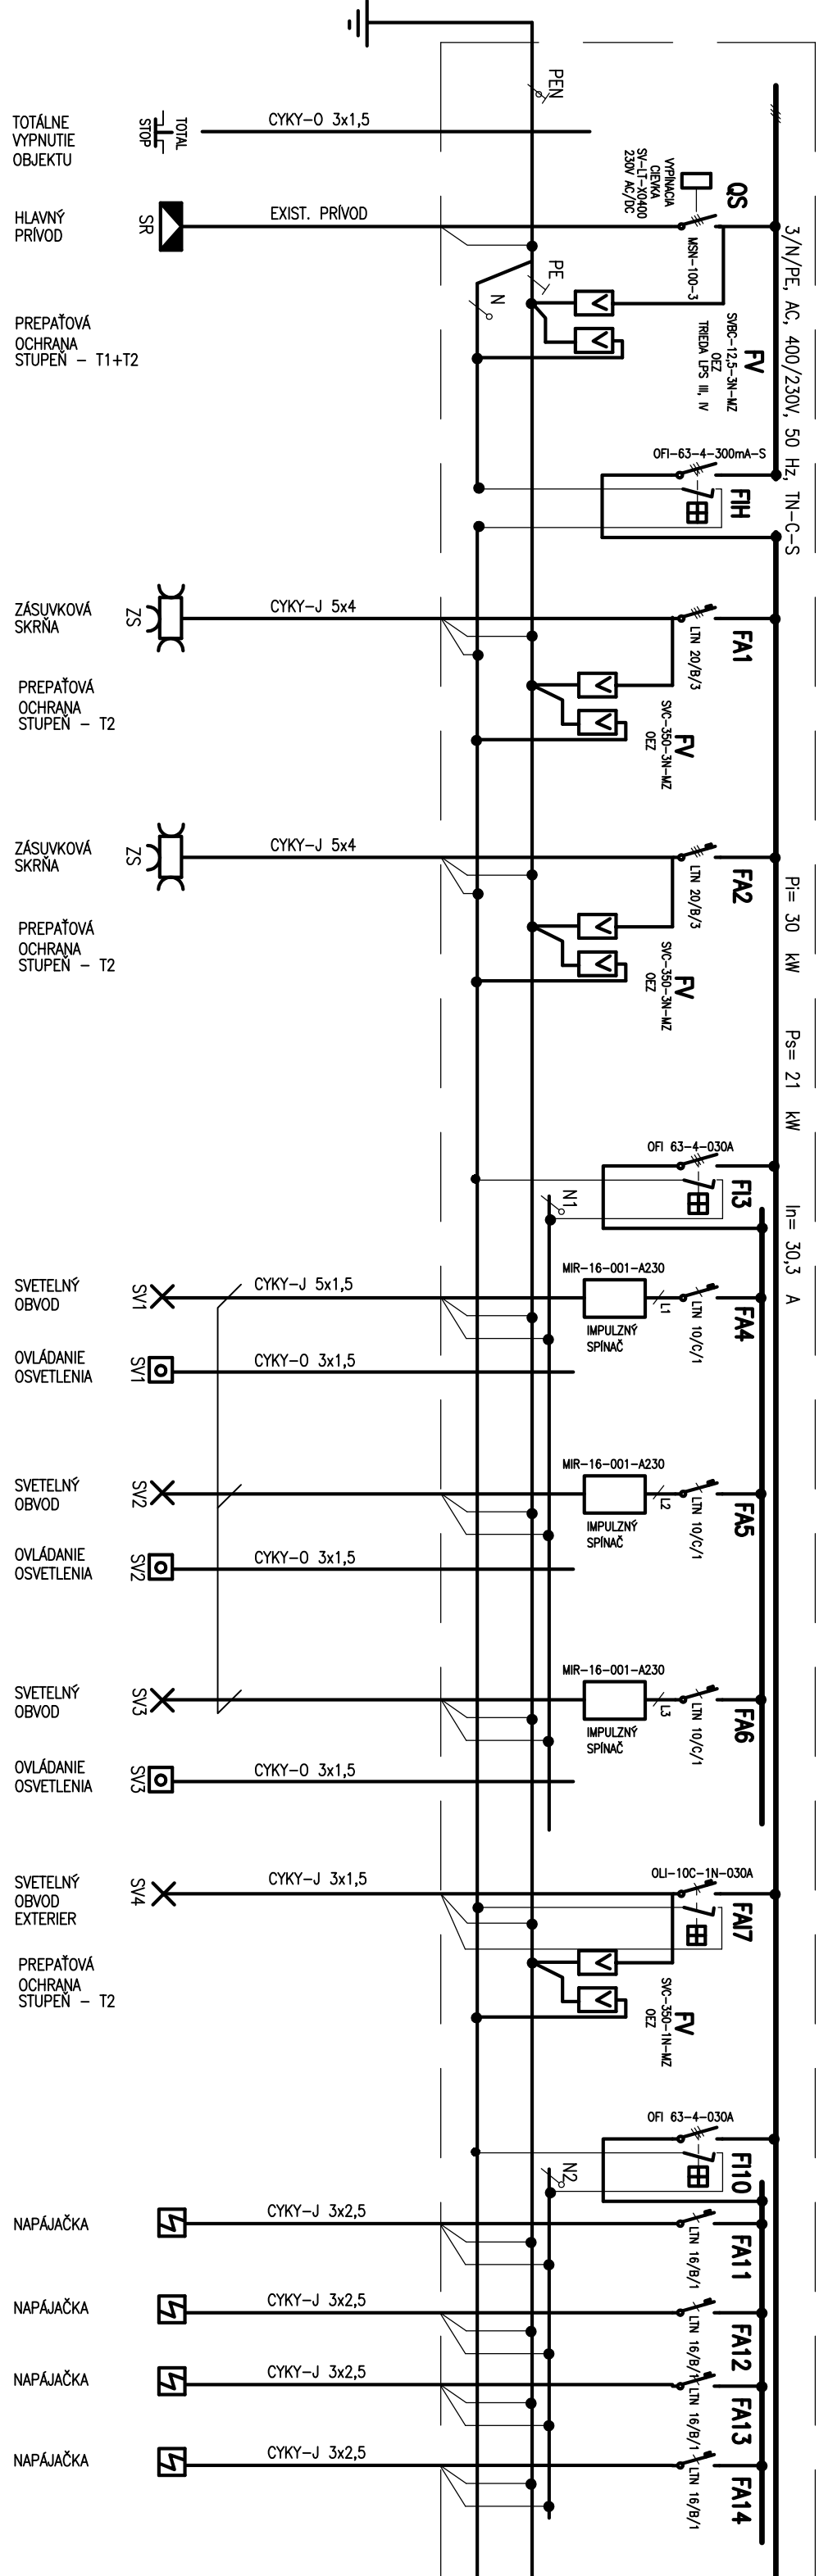 PEN
TOTÁLNE
VYPNUTIE
OBJEKTU
TOTAL
STOP
CYKY-O 3x1,5
HLAVNÝ
PRÍVOD
SR
EXIST. PRÍVOD
VYPÍNACIA
CIEVKA
SV-LT-X0400
230V AC/DC
QS
MSN-100-3
3/N/PE, AC, 400/230V, 50 Hz, TN-C-S
PE
N
PREPAŤOVÁ
OCHRANA
STUPEŇ - T1+T2
FV
SVBC-12,5-3N-MZ
OEZ
TRIEDA LPS III, IV
OFI-63-4-300mA-S
FIH
ZÁSUVKOVÁ
SKRŇA
ZS
CYKY-J 5x4
FA1
LTN 20/B/3
PREPAŤOVÁ
OCHRANA
STUPEŇ - T2
FV
SVC-350-3N-MZ
OEZ
ZÁSUVKOVÁ
SKRŇA
ZS
CYKY-J 5x4
FA2
LTN 20/B/3
Pi= 30 kW Ps= 21 kW In= 30,3 A
PREPAŤOVÁ
OCHRANA
STUPEŇ - T2
FV
SVC-350-3N-MZ
OEZ
OFI 63-4-030A
FI3
N1
SVETELNÝ
OBVOD
SV1
CYKY-J 5x1,5
MIR-16-001-A230
IMPULZNÝ
SPÍNAČ
L1
LTN 10/C/1
FA4
OVLÁDANIE
OSVETLENIA
SV1
CYKY-O 3x1,5
SVETELNÝ
OBVOD
SV2
MIR-16-001-A230
IMPULZNÝ
SPÍNAČ
L2
LTN 10/C/1
FA5
OVLÁDANIE
OSVETLENIA
SV2
CYKY-O 3x1,5
SVETELNÝ
OBVOD
SV3
MIR-16-001-A230
IMPULZNÝ
SPÍNAČ
L3
LTN 10/C/1
FA6
OVLÁDANIE
OSVETLENIA
SV3
CYKY-O 3x1,5
SVETELNÝ
OBVOD
EXTERIER
SV4
CYKY-J 3x1,5
OLI-10C-1N-030A
FAI7
PREPAŤOVÁ
OCHRANA
STUPEŇ - T2
FV
SVC-350-1N-MZ
OEZ
OFI 63-4-030A
FI10
N2
NAPÁJAČKA
CYKY-J 3x2,5
LTN 16/B/1
FA11
NAPÁJAČKA
CYKY-J 3x2,5
LTN 16/B/1
FA12
NAPÁJAČKA
CYKY-J 3x2,5
LTN 16/B/1
FA13
NAPÁJAČKA
CYKY-J 3x2,5
LTN 16/B/1
FA14